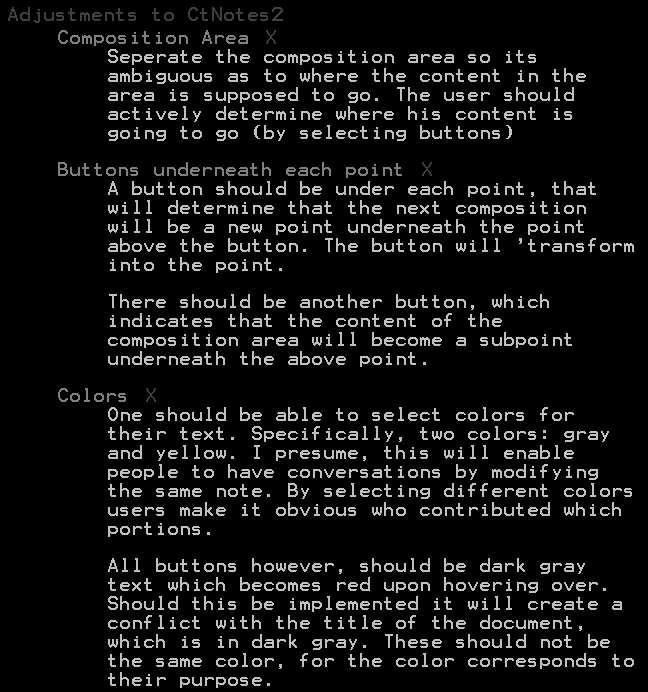 Adjustments to CtNotes2
Composition Area X
Seperate the composition area so its
ambiguous as to where the content in the
area is supposed to go. The user should
actively determine where his content is
going to go (by selecting buttons)
Buttons underneath each point X
A button should be under each point, that
will determine that the next composition
will be a new point underneath the point
above the button. The button will 'transform
into the point.
There should be another button, which
indicates that the content of the
composition area will become a subpoint
underneath the above point.
Colors X
One should be able to select colors for
their text. Specifically, two colors: gray
and yellow. I presume, this will enable
people to have conversations by modifying
the same note. By selecting different colors
users make it obvious who contributed which
portions.
All buttons however, should be dark gray
text which becomes red upon hovering over.
Should this be implemented it will create a
conflict with the title of the document,
which is in dark gray. These should not be
the same color, for the color corresponds to
their purpose.